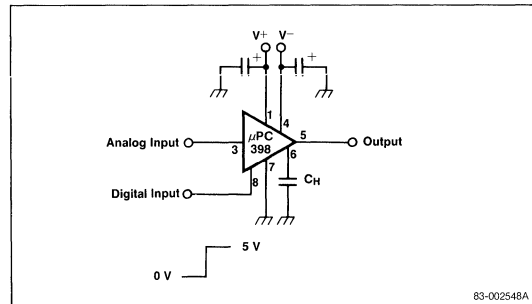 V+ V−
+ +
1 4
μPC
398
Analog Input 3
5 Output
6
7
8
CH
Digital Input
5 V
0 V
83-002548A